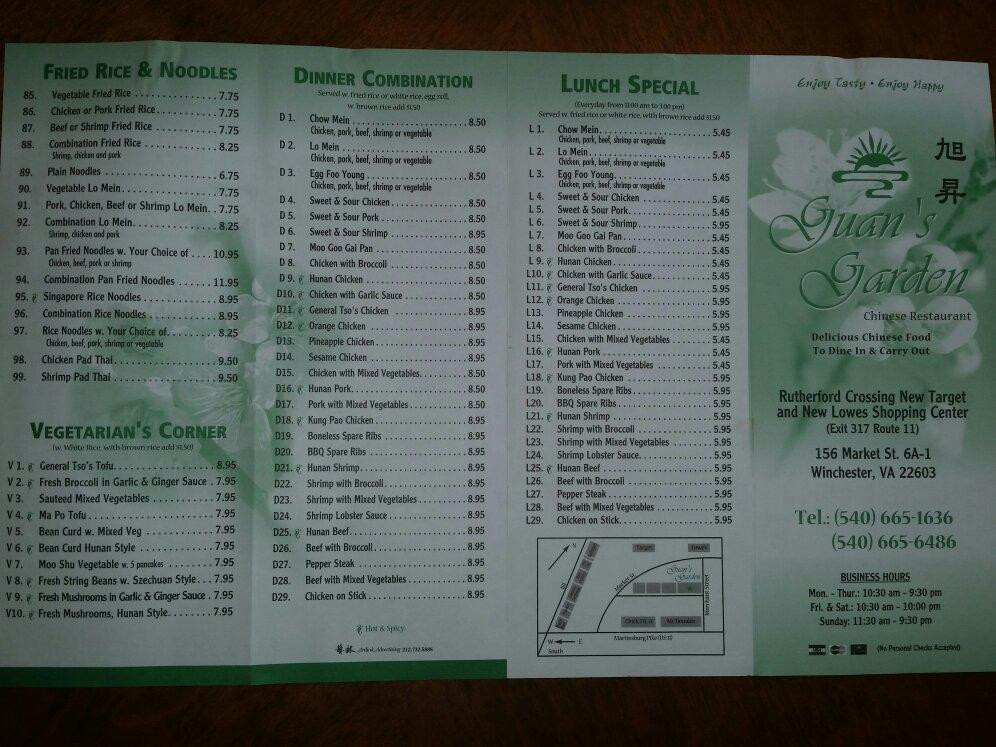 FRIED RICE & NOODLES
85. Vegetable Fried Rice 7.75
86. Chicken or Pork Fried Rice 7.75
87. Beef or Shrimp Fried Rice 7.75
88. Combination Fried Rice 8.25
Shrimp, chicken and pork
89. Plain Noodles 6.75
90. Vegetable Lo Mein 7.75
91. Pork, Chicken, Beef or Shrimp Lo Mein 7.75
92. Combination Lo Mein 8.25
Shrimp, chicken and pork
93. Pan Fried Noodles w. Your Choice of 10.95
Chicken, beef, pork or shrimp
94. Combination Pan Fried Noodles 11.95
95. Singapore Rice Noodles 8.95
96. Combination Rice Noodles 8.95
97. Rice Noodles w. Your Choice of 8.25
Chicken, beef, pork, shrimp or vegetable
98. Chicken Pad Thai 9.50
99. Shrimp Pad Thai 9.50
VEGETARIAN'S CORNER
(w. White Rice, with brown rice add $1.50)
V 1. General Tso's Tofu 8.95
V 2. Fresh Broccoli in Garlic & Ginger Sauce 7.95
V 3. Sauteed Mixed Vegetables 7.95
V 4. Ma Po Tofu 7.95
V 5. Bean Curd w. Mixed Veg 7.95
V 6. Bean Curd Hunan Style 7.95
V 7. Moo Shu Vegetable w. 5 pancakes 7.95
V 8. Fresh String Beans w. Szechuan Style 7.95
V 9. Fresh Mushrooms in Garlic & Ginger Sauce 7.95
V10. Fresh Mushrooms, Hunan Style 7.95
DINNER COMBINATION
Served w. fried rice or white rice, egg roll,
w. brown rice add $1.50
D 1. Chow Mein 8.50
Chicken, pork, beef, shrimp or vegetable
D 2. Lo Mein 8.50
Chicken, pork, beef, shrimp or vegetable
D 3. Egg Foo Young 8.50
Chicken, pork, beef, shrimp or vegetable
D 4. Sweet & Sour Chicken 8.50
D 5. Sweet & Sour Pork 8.50
D 6. Sweet & Sour Shrimp 8.95
D 7. Moo Goo Gai Pan 8.50
D 8. Chicken with Broccoli 8.50
D 9. Hunan Chicken 8.50
D10. Chicken with Garlic Sauce 8.50
D11. General Tso's Chicken 8.95
D12. Orange Chicken 8.95
D13. Pineapple Chicken 8.95
D14. Sesame Chicken 8.95
D15. Chicken with Mixed Vegetables 8.50
D16. Hunan Pork 8.50
D17. Pork with Mixed Vegetables 8.50
D18. Kung Pao Chicken 8.95
D19. Boneless Spare Ribs 8.95
D20. BBQ Spare Ribs 8.95
D21. Hunan Shrimp 8.95
D22. Shrimp with Broccoli 8.95
D23. Shrimp with Mixed Vegetables 8.95
D24. Shrimp Lobster Sauce 8.95
D25. Hunan Beef 8.95
D26. Beef with Broccoli 8.95
D27. Pepper Steak 8.95
D28. Beef with Mixed Vegetables 8.95
D29. Chicken on Stick 8.95
Hot & Spicy
藝林 Artlink Advertising 212.732.5888
LUNCH SPECIAL
(Everyday from 11:00 am to 3:00 pm)
Served w. fried rice or white rice, with brown rice add $1.50
L 1. Chow Mein 5.45
Chicken, pork, beef, shrimp or vegetable
L 2. Lo Mein 5.45
Chicken, pork, beef, shrimp or vegetable
L 3. Egg Foo Young 5.45
Chicken, pork, beef, shrimp or vegetable
L 4. Sweet & Sour Chicken 5.45
L 5. Sweet & Sour Pork 5.45
L 6. Sweet & Sour Shrimp 5.95
L 7. Moo Goo Gai Pan 5.45
L 8. Chicken with Broccoli 5.45
L 9. Hunan Chicken 5.45
L10. Chicken with Garlic Sauce 5.45
L11. General Tso's Chicken 5.95
L12. Orange Chicken 5.95
L13. Pineapple Chicken 5.95
L14. Sesame Chicken 5.95
L15. Chicken with Mixed Vegetables 5.45
L16. Hunan Pork 5.45
L17. Pork with Mixed Vegetables 5.45
L18. Kung Pao Chicken 5.95
L19. Boneless Spare Ribs 5.95
L20. BBQ Spare Ribs 5.95
L21. Hunan Shrimp 5.95
L22. Shrimp with Broccoli 5.95
L23. Shrimp with Mixed Vegetables 5.95
L24. Shrimp Lobster Sauce 5.95
L25. Hunan Beef 5.95
L26. Beef with Broccoli 5.95
L27. Pepper Steak 5.95
L28. Beef with Mixed Vegetables 5.95
L29. Chicken on Stick 5.95
N
Target
Lowes
81
Market St
Guan's
Garden
Merchant Street
Chick FIL A
Mc Donalds
W E
Martinsburg Pike (US 11)
South
Enjoy Tasty • Enjoy Happy
旭
昇
Guan's
Garden
Chinese Restaurant
Delicious Chinese Food
To Dine In & Carry Out
Rutherford Crossing New Target
and New Lowes Shopping Center
(Exit 317 Route 11)
156 Market St. 6A-1
Winchester, VA 22603
Tel.: (540) 665-1636
(540) 665-6486
BUSINESS HOURS
Mon. - Thur.: 10:30 am - 9:30 pm
Fri. & Sat.: 10:30 am - 10:00 pm
Sunday: 11:30 am - 9:30 pm
(No Personal Checks Accepted)